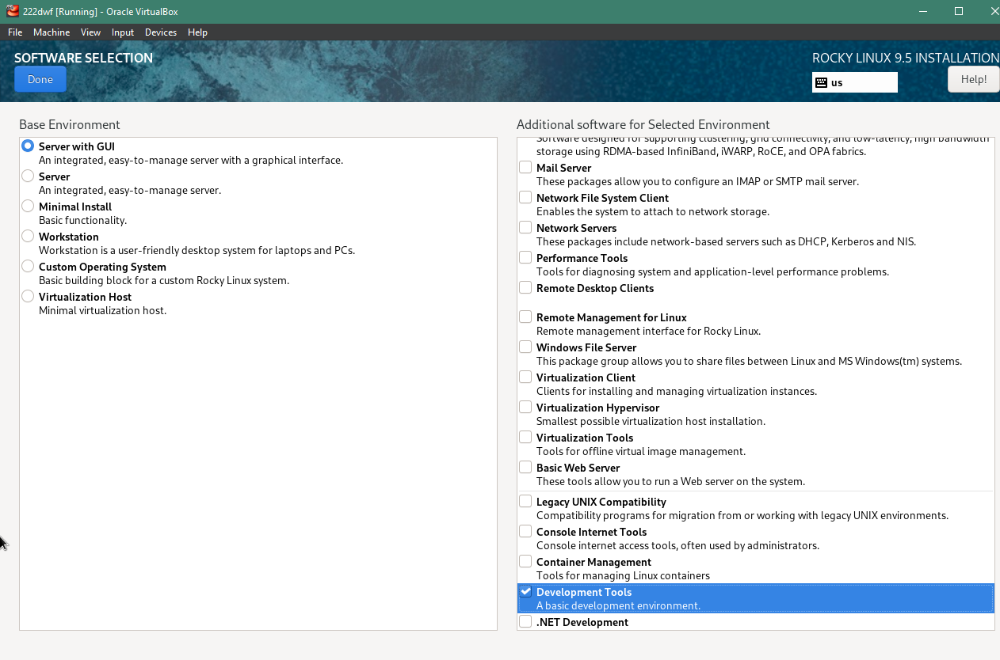 222dwf [Running] - Oracle VirtualBox
File Machine View Input Devices Help
SOFTWARE SELECTION
Done
ROCKY LINUX 9.5 INSTALLATION
us
Help!
Base Environment
Server with GUI
An integrated, easy-to-manage server with a graphical interface.
Server
An integrated, easy-to-manage server.
Minimal Install
Basic functionality.
Workstation
Workstation is a user-friendly desktop system for laptops and PCs.
Custom Operating System
Basic building block for a custom Rocky Linux system.
Virtualization Host
Minimal virtualization host.
Additional software for Selected Environment
Software designed for supporting clustering, grid connectivity, and low-latency, high bandwidth
storage using RDMA-based InfiniBand, iWARP, RoCE, and OPA fabrics.
Mail Server
These packages allow you to configure an IMAP or SMTP mail server.
Network File System Client
Enables the system to attach to network storage.
Network Servers
These packages include network-based servers such as DHCP, Kerberos and NIS.
Performance Tools
Tools for diagnosing system and application-level performance problems.
Remote Desktop Clients
Remote Management for Linux
Remote management interface for Rocky Linux.
Windows File Server
This package group allows you to share files between Linux and MS Windows(tm) systems.
Virtualization Client
Clients for installing and managing virtualization instances.
Virtualization Hypervisor
Smallest possible virtualization host installation.
Virtualization Tools
Tools for offline virtual image management.
Basic Web Server
These tools allow you to run a Web server on the system.
Legacy UNIX Compatibility
Compatibility programs for migration from or working with legacy UNIX environments.
Console Internet Tools
Console internet access tools, often used by administrators.
Container Management
Tools for managing Linux containers
Development Tools
A basic development environment.
.NET Development